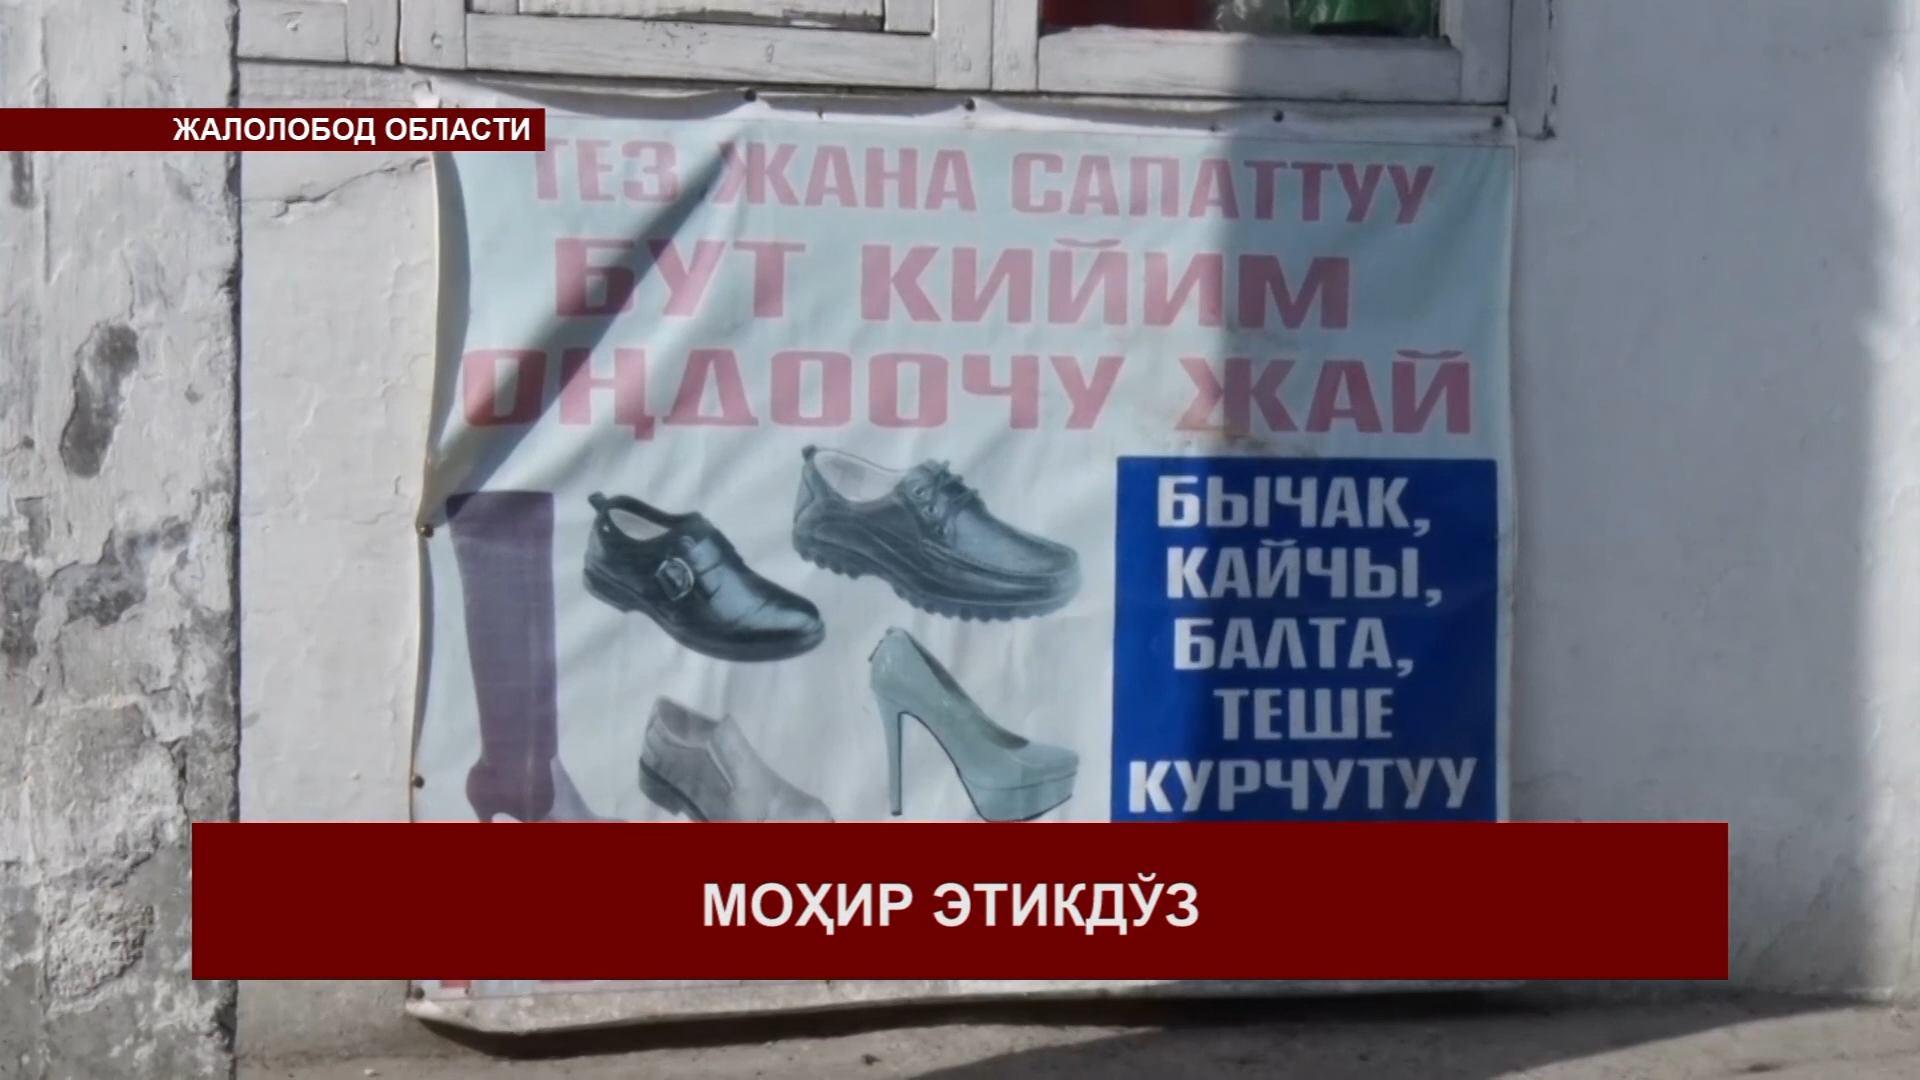 ЖАЛОЛОБОД ОБЛАСТИ
ТЕЗ ЖАНА САПАТТУУ
БУТ КИЙИМ
ОҢДООЧУ ЖАЙ
БЫЧАК,
КАЙЧЫ,
БАЛТА,
ТЕШЕ
КУРЧУТУУ
МОҲИР ЭТИКДЎЗ